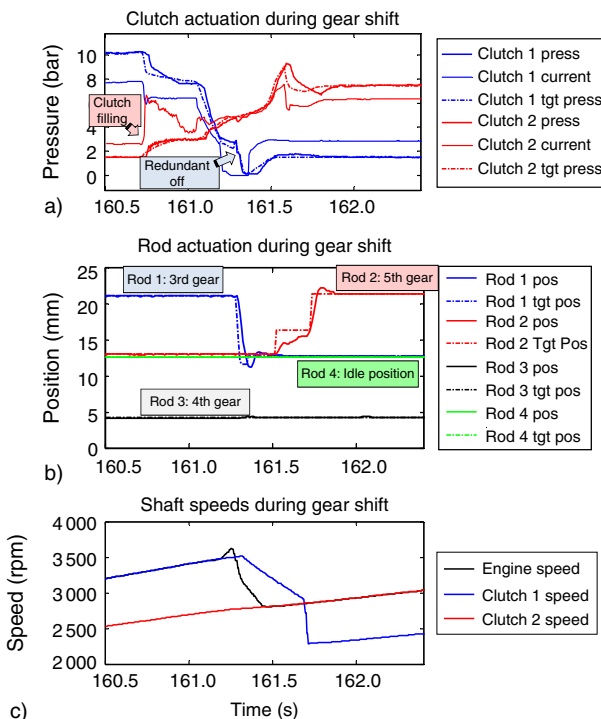 Clutch actuation during gear shift
Pressure (bar)
10
8
6
4
2
0
Clutch
filling
Redundant
off
160.5
161.0
161.5
162.0
a)
Clutch 1 press
Clutch 1 current
Clutch 1 tgt press
Clutch 2 press
Clutch 2 current
Clutch 2 tgt press
Rod actuation during gear shift
Position (mm)
25
20
15
10
5
0
Rod 1: 3rd gear
Rod 2: 5th gear
Rod 4: Idle position
Rod 3: 4th gear
160.5
161.0
161.5
162.0
b)
Rod 1 pos
Rod 1 tgt pos
Rod 2 pos
Rod 2 Tgt Pos
Rod 3 pos
Rod 3 tgt pos
Rod 4 pos
Rod 4 tgt pos
Shaft speeds during gear shift
Speed (rpm)
4 000
3 500
3 000
2 500
2 000
160.5
161.0
161.5
162.0
Time (s)
c)
Engine speed
Clutch 1 speed
Clutch 2 speed